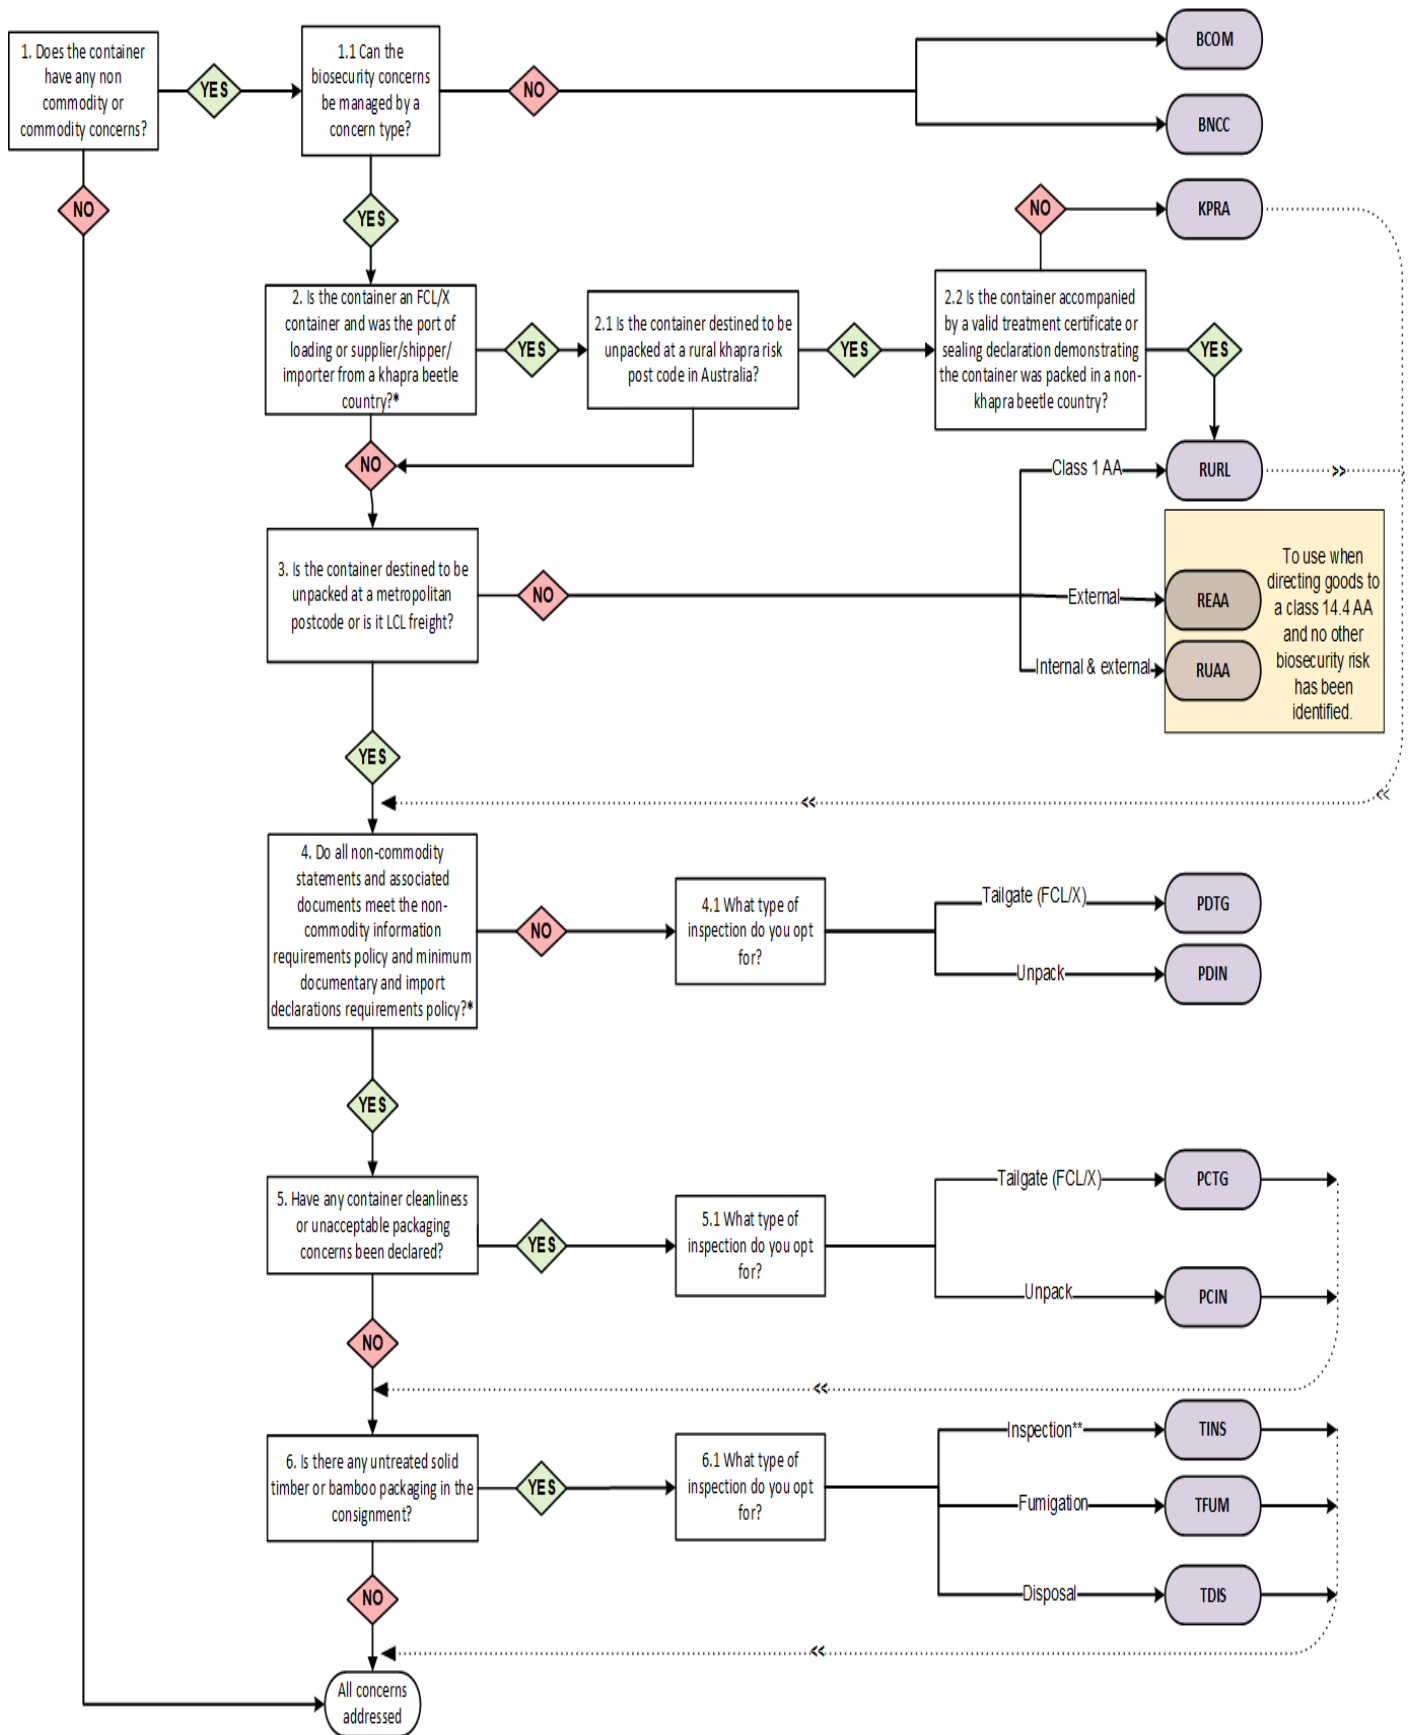 1. Does the container
have any non
commodity or
commodity concerns?
YES
1.1 Can the
biosecurity concerns
be managed by a
concern type?
NO
BCOM
BNCC
NO
YES
NO
KPRA
2. Is the container an FCL/X
container and was the port of
loading or supplier/shipper/
importer from a khapra beetle
country?*
YES
2.1 Is the container destined to be
unpacked at a rural khapra risk
post code in Australia?
YES
2.2 Is the container accompanied
by a valid treatment certificate or
sealing declaration demonstrating
the container was packed in a non-
khapra beetle country?
YES
NO
Class 1 AA
RURL
>>
3. Is the container destined to be
unpacked at a metropolitan
postcode or is it LCL freight?
NO
External
REAA
Internal & external
RUAA
To use when
directing goods to
a class 14.4 AA
and no other
biosecurity risk
has been
identified.
YES
<<
<<
4. Do all non-commodity
statements and associated
documents meet the non-
commodity information
requirements policy and minimum
documentary and import
declarations requirements policy?*
NO
4.1 What type of
inspection do you opt
for?
Tailgate (FCL/X)
PDTG
Unpack
PDIN
YES
5. Have any container cleanliness
or unacceptable packaging
concerns been declared?
YES
5.1 What type of
inspection do you opt
for?
Tailgate (FCL/X)
PCTG
Unpack
PCIN
NO
<<
6. Is there any untreated solid
timber or bamboo packaging in the
consignment?
YES
6.1 What type of
inspection do you opt
for?
Inspection**
TINS
Fumigation
TFUM
Disposal
TDIS
NO
<<
All concerns
addressed